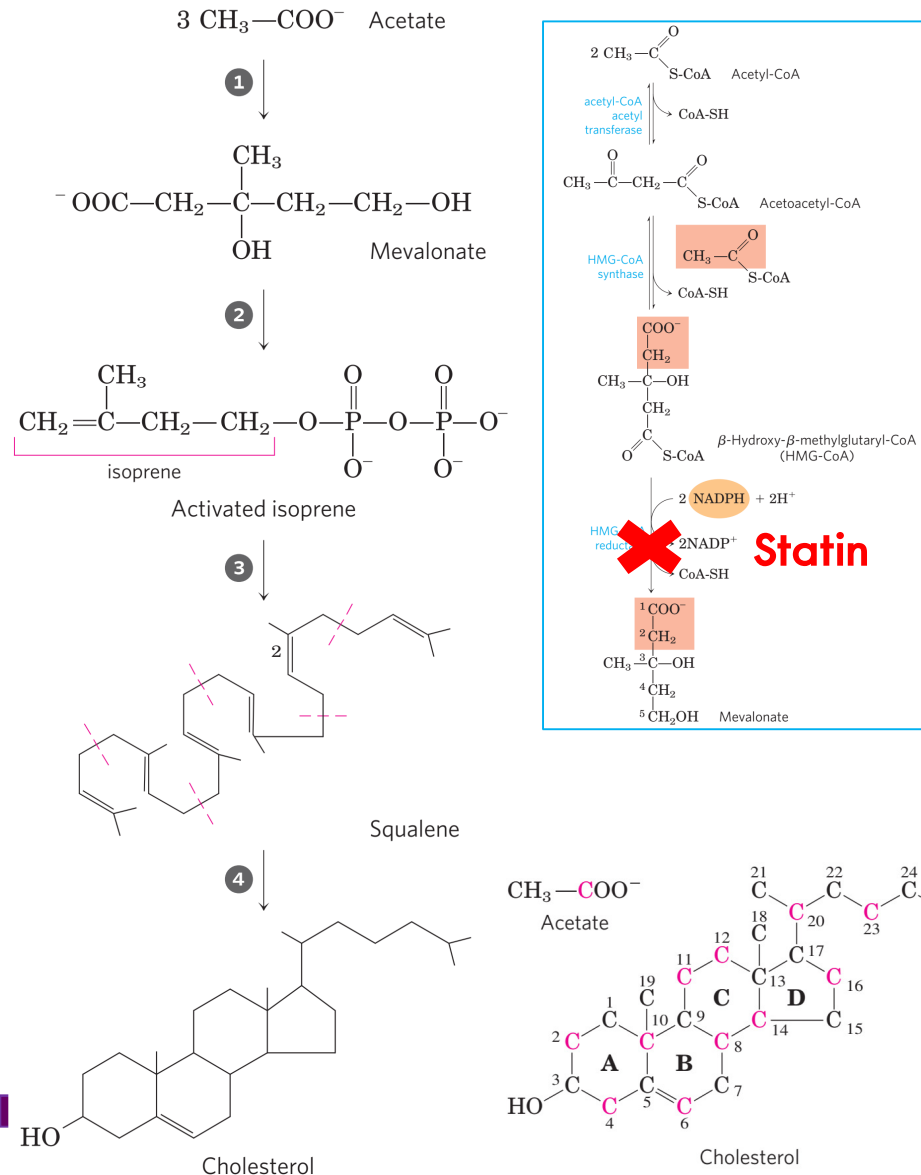 3 CH₃—COO⁻ Acetate
1
CH₃
⁻OOC—CH₂—C—CH₂—CH₂—OH
OH
Mevalonate
2
CH₃ O O
CH₂=C—CH₂—CH₂—O—P—O—P—O⁻
O⁻ O⁻
isoprene
Activated isoprene
3
2
Squalene
4
HO
Cholesterol
O
2 CH₃—C
S-CoA Acetyl-CoA
acetyl-CoA
acetyl
transferase
CoA-SH
O O
CH₃—C—CH₂—C
S-CoA Acetoacetyl-CoA
O
CH₃—C
S-CoA
HMG-CoA
synthase
CoA-SH
COO⁻
CH₂
CH₃—C—OH
CH₂
C
O S-CoA
β-Hydroxy-β-methylglutaryl-CoA
(HMG-CoA)
2 NADPH + 2H⁺
2NADP⁺
Statin
CoA-SH
¹COO⁻
²CH₂
CH₃—³C—OH
⁴CH₂
⁵CH₂OH Mevalonate
CH₃—COO⁻
Acetate
21 22 24
C C C
18 C C
12 C 20 23
11 C 17
19 C C C C 16
C C 13 D
1 C 9 C 14 C 15
2 C 10 C C 8
A B
3 C 5 C C 7
HO C C
4 6
Cholesterol